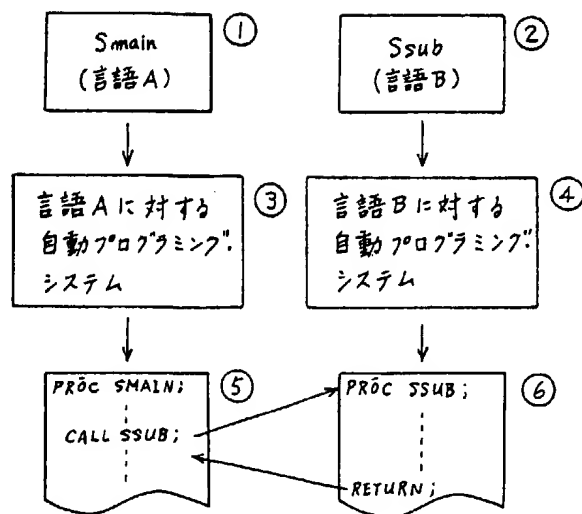 Smain
(言語A)
①
Ssub
(言語B)
②
言語Aに対する
自動プログラミング・
システム
③
言語Bに対する
自動プログラミング・
システム
④
PRŌC SMAIN;
CALL SSUB;
⑤
PRŌC SSUB;
RETURN;
⑥